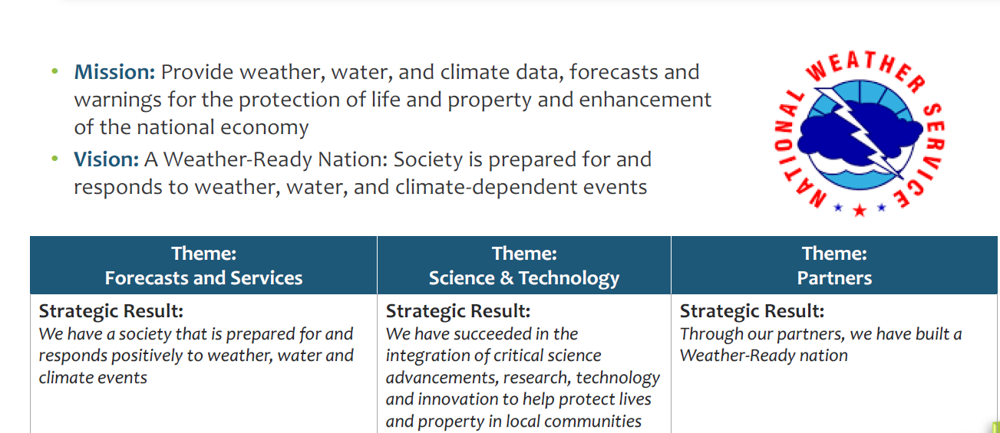 • Mission: Provide weather, water, and climate data, forecasts and
warnings for the protection of life and property and enhancement
of the national economy
• Vision: A Weather-Ready Nation: Society is prepared for and
responds to weather, water, and climate-dependent events
NATIONAL WEATHER SERVICE
Theme:
Forecasts and Services
Theme:
Science & Technology
Theme:
Partners
Strategic Result:
We have a society that is prepared for and
responds positively to weather, water and
climate events
Strategic Result:
We have succeeded in the
integration of critical science
advancements, research, technology
and innovation to help protect lives
and property in local communities
Strategic Result:
Through our partners, we have built a
Weather-Ready nation